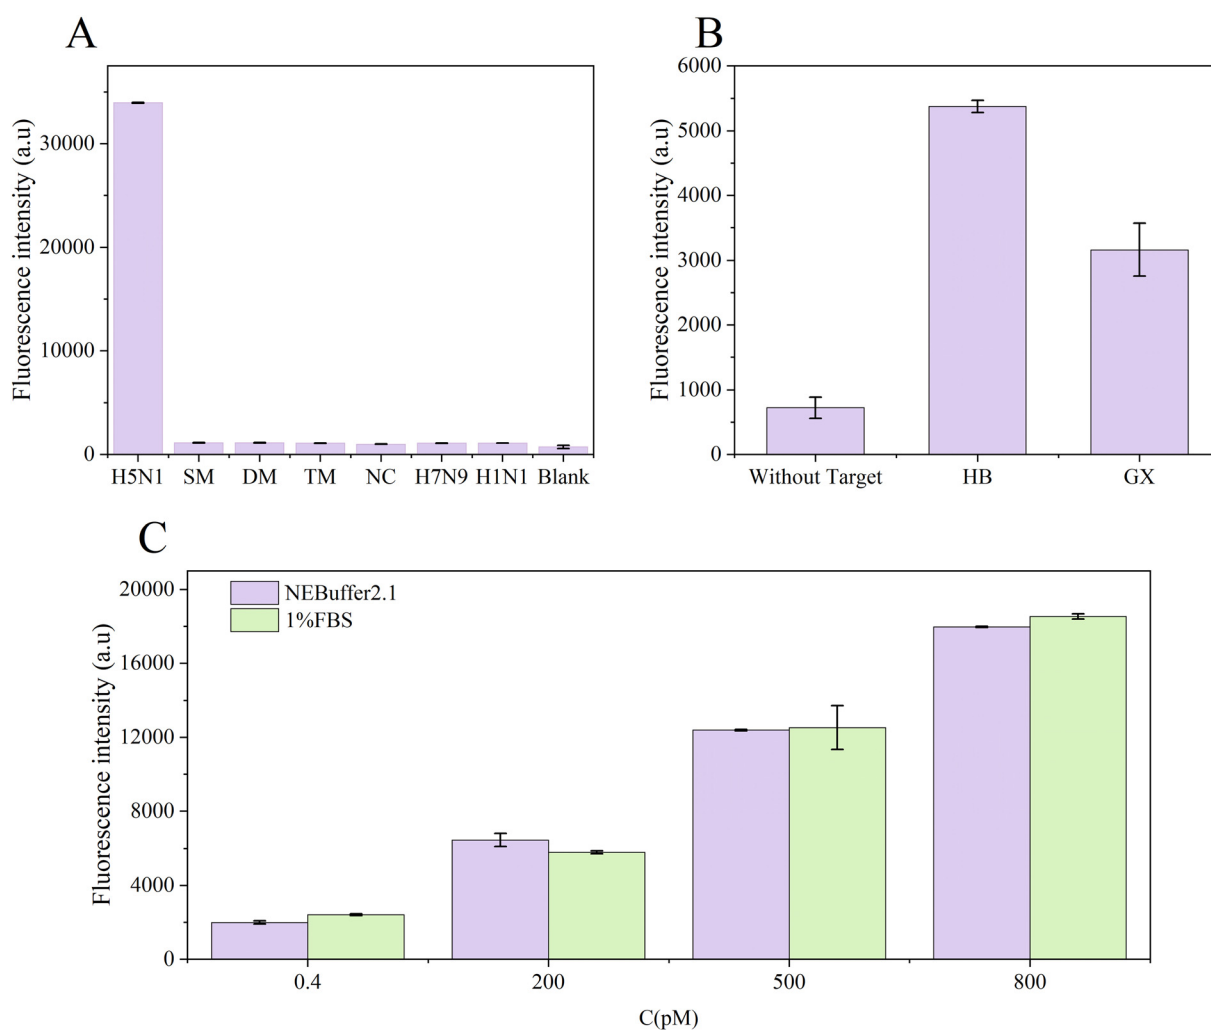 A
B
Fluorescence intensity (a.u)
30000
20000
10000
0
H5N1 SM DM TM NC H7N9 H1N1 Blank
Fluorescence intensity (a.u)
6000
5000
4000
3000
2000
1000
0
Without Target HB GX
C
Fluorescence intensity (a.u)
20000
16000
12000
8000
4000
0
NEBuffer2.1
1%FBS
0.4 200 500 800
C(pM)